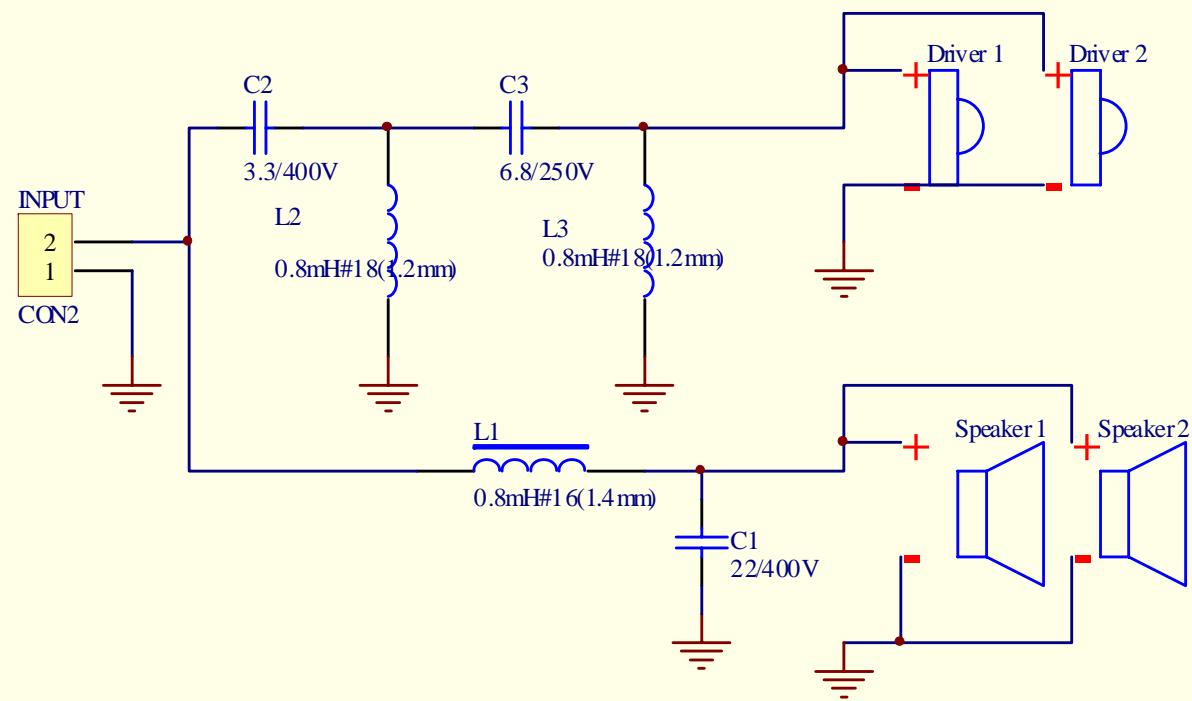 Driver 1
Driver 2
C2
3.3/400V
C3
6.8/250V
INPUT
2
1
CON2
L2
0.8mH#18(1.2mm)
L3
0.8mH#18(1.2mm)
L1
0.8mH#16(1.4mm)
C1
22/400V
Speaker 1
Speaker 2